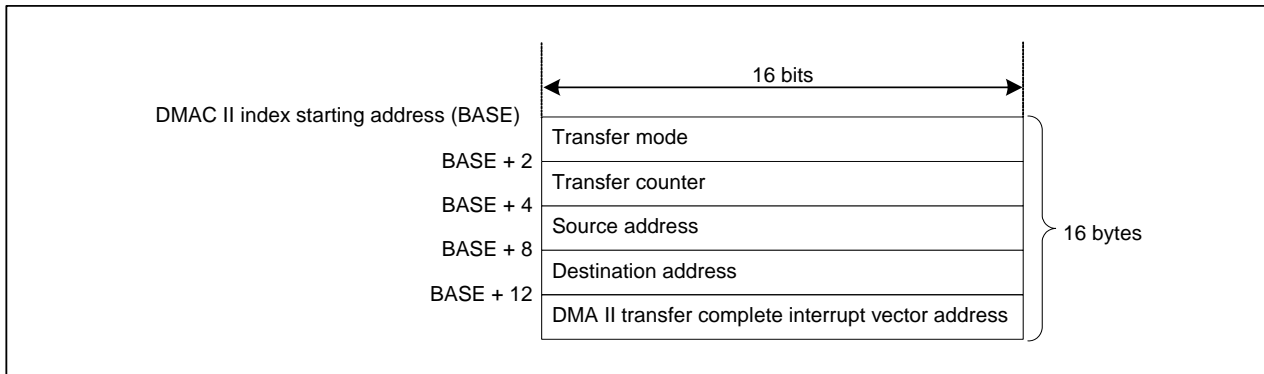 16 bits
DMAC II index starting address (BASE)
Transfer mode
BASE + 2
Transfer counter
BASE + 4
Source address
16 bytes
BASE + 8
Destination address
BASE + 12
DMA II transfer complete interrupt vector address